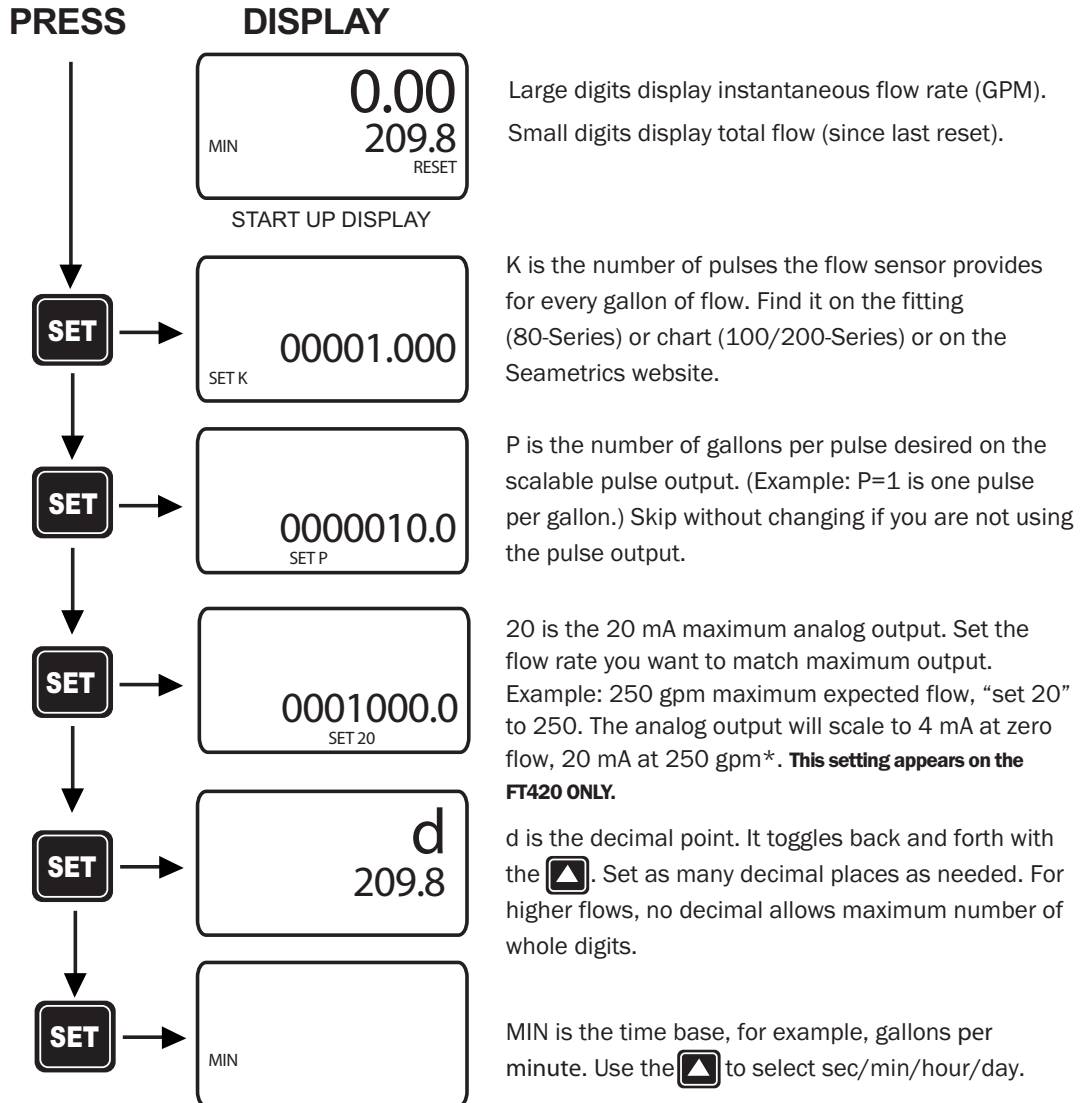 PRESS DISPLAY
0.00
209.8
MIN
RESET
START UP DISPLAY
Large digits display instantaneous flow rate (GPM).
Small digits display total flow (since last reset).
SET
00001.000
SET K
K is the number of pulses the flow sensor provides
for every gallon of flow. Find it on the fitting
(80-Series) or chart (100/200-Series) or on the
Seametrics website.
SET
0000010.0
SET P
P is the number of gallons per pulse desired on the
scalable pulse output. (Example: P=1 is one pulse
per gallon.) Skip without changing if you are not using
the pulse output.
SET
0001000.0
SET 20
20 is the 20 mA maximum analog output. Set the
flow rate you want to match maximum output.
Example: 250 gpm maximum expected flow, “set 20”
to 250. The analog output will scale to 4 mA at zero
flow, 20 mA at 250 gpm*. This setting appears on the
FT420 ONLY.
SET
d
209.8
d is the decimal point. It toggles back and forth with
the . Set as many decimal places as needed. For
higher flows, no decimal allows maximum number of
whole digits.
SET
MIN
MIN is the time base, for example, gallons per
minute. Use the to select sec/min/hour/day.